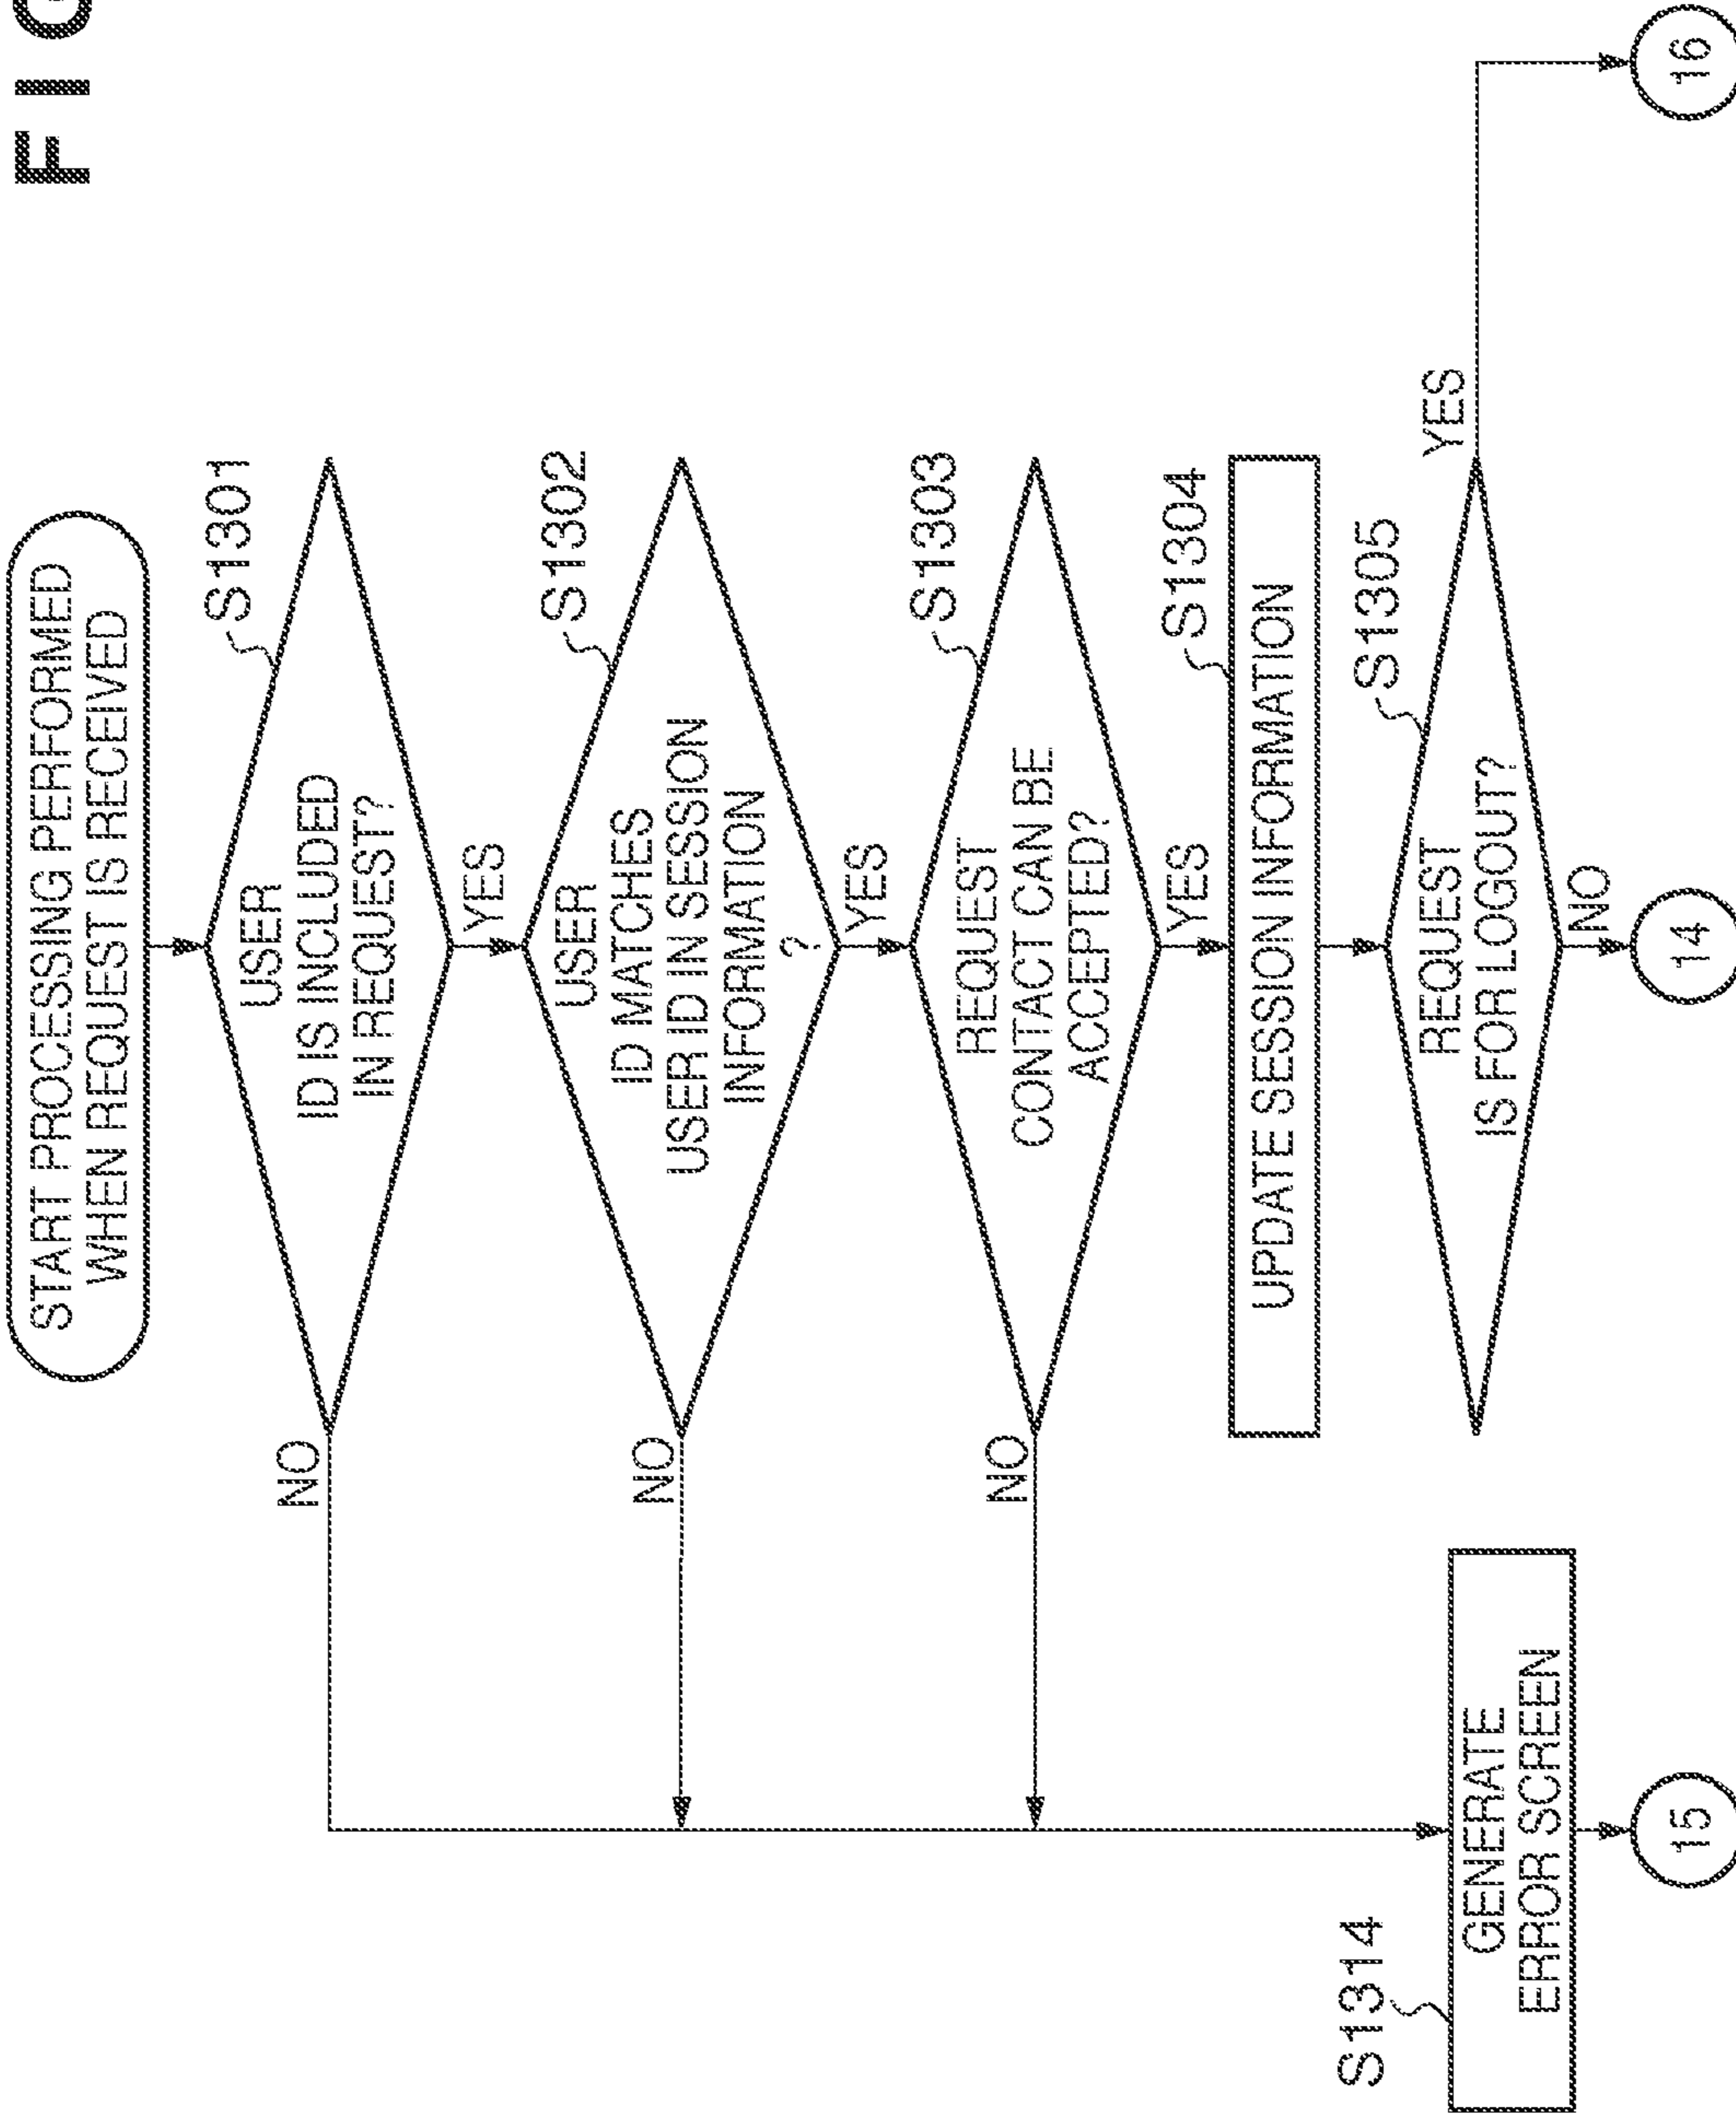 FIG
START PROCESSING PERFORMED
WHEN REQUEST IS RECEIVED
S1301
USER
ID IS INCLUDED
IN REQUEST?
NO
YES
S1302
USER
ID MATCHES
USER ID IN SESSION
INFORMATION
?
NO
YES
S1303
REQUEST
CONTACT CAN BE
ACCEPTED?
NO
YES
S1304
UPDATE SESSION INFORMATION
S1305
REQUEST
IS FOR LOGOUT?
YES
NO
S1314
GENERATE
ERROR SCREEN
15
14
16